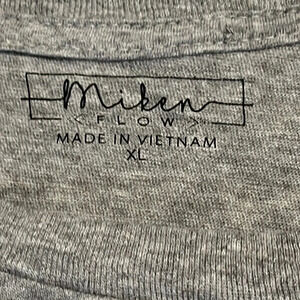 Miken
< FLOW >
MADE IN VIETNAM
XL